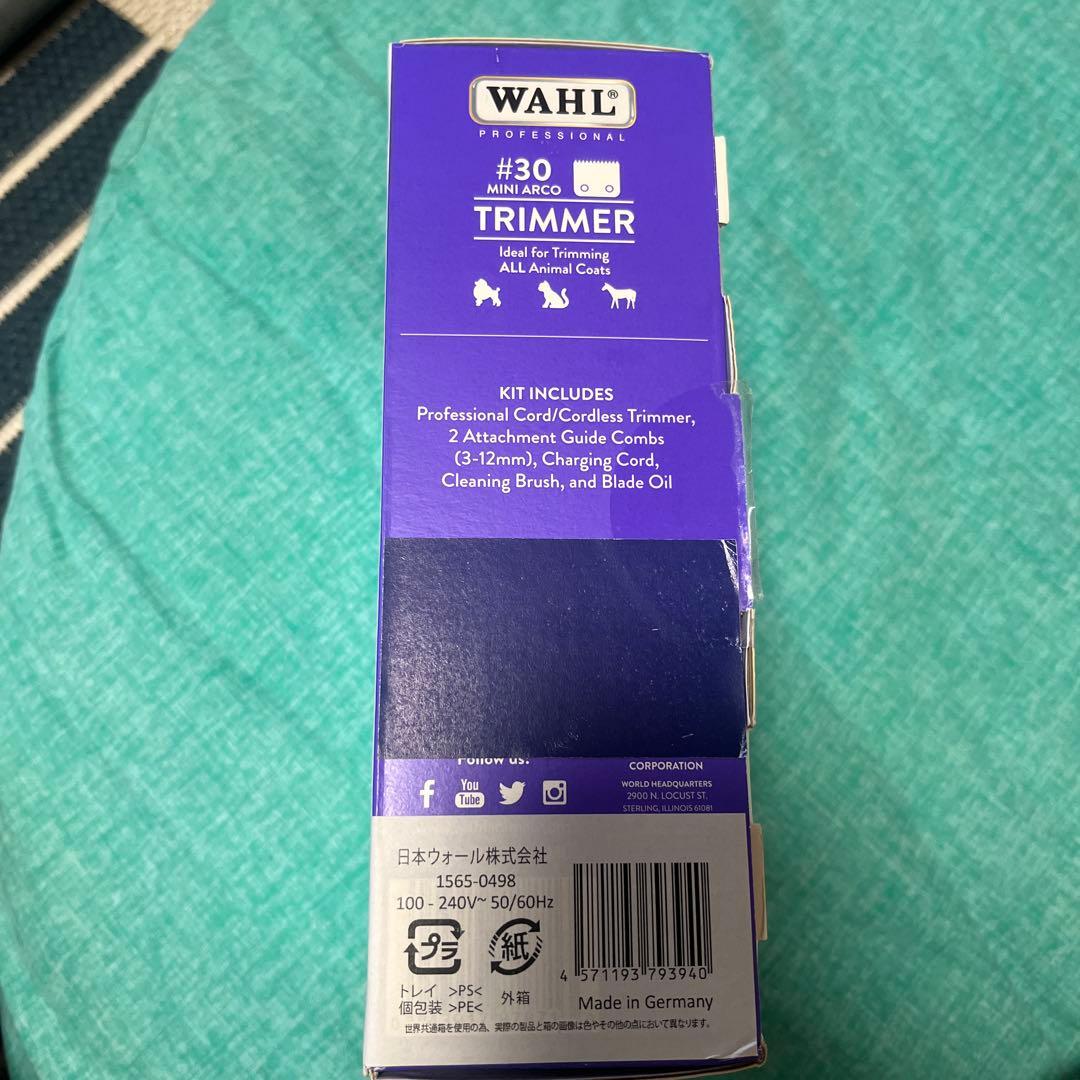 WAHL®
PROFESSIONAL
#30
MINI ARCO
TRIMMER
Ideal for Trimming
ALL Animal Coats
KIT INCLUDES
Professional Cord/Cordless Trimmer,
2 Attachment Guide Combs
(3-12mm), Charging Cord,
Cleaning Brush, and Blade Oil
Follow us:
You
Tube
CORPORATION
WORLD HEADQUARTERS
2900 N. LOCUST ST.
STERLING, ILLINOIS 61081
日本ウォール株式会社
1565-0498
100 - 240V~ 50/60Hz
プラ
紙
トレイ >PS<
個包装 >PE<
外箱
4 571193 793940
Made in Germany
世界共通箱を使用の為、実際の製品と箱の画像は色やその他の点において異なります。